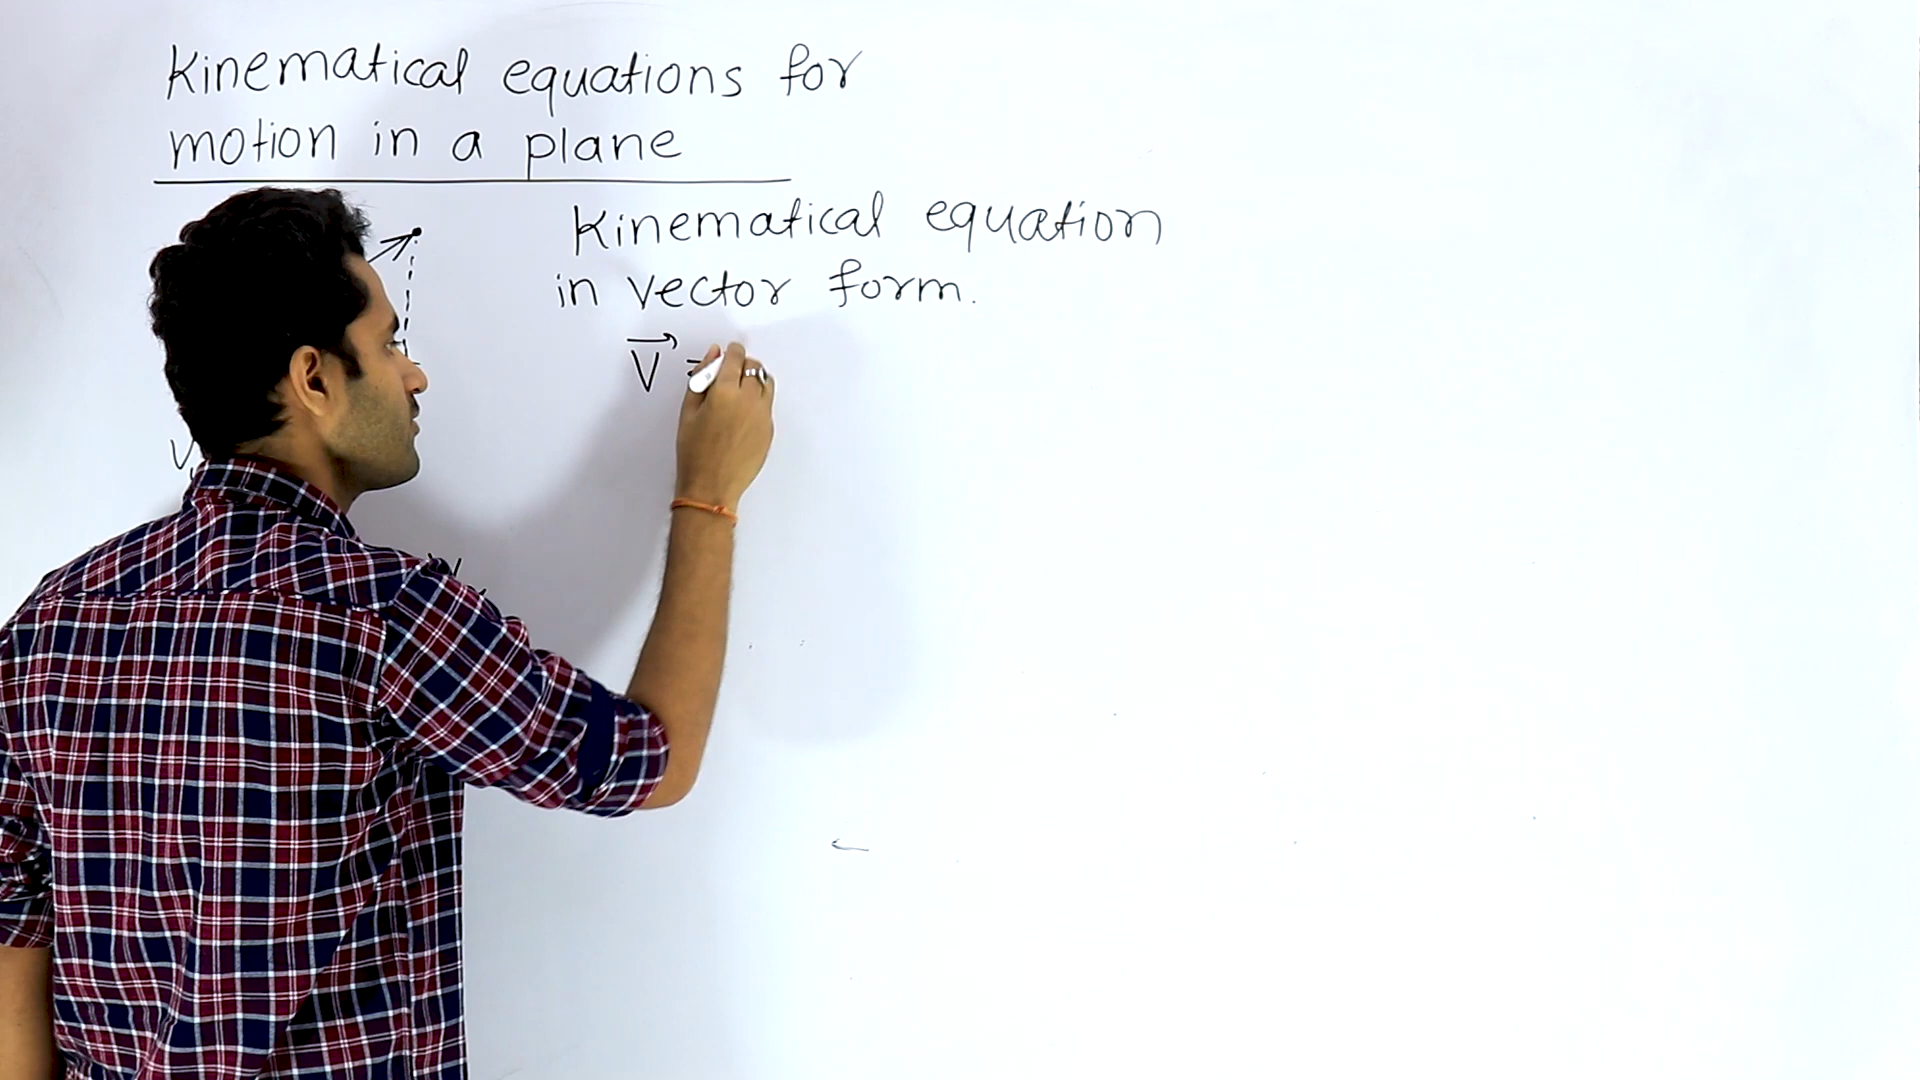 Kinematical equations for
motion in a plane
Kinematical equation
in vector form.
V⃗ =
V